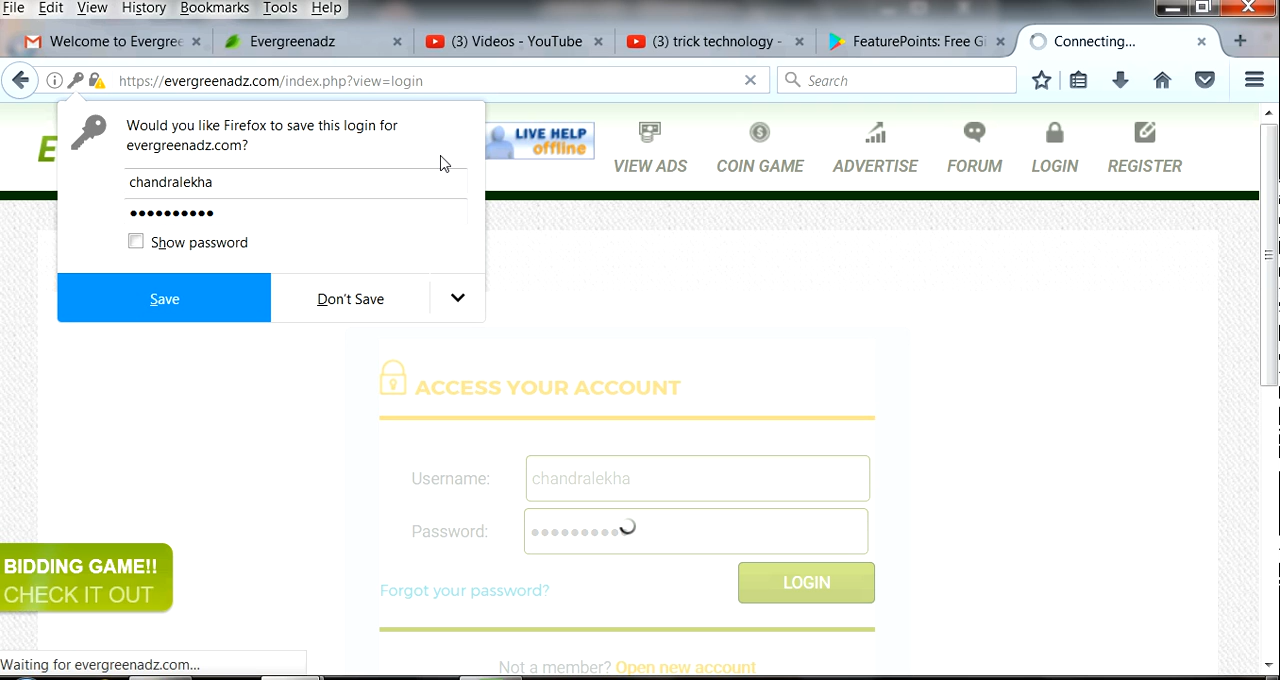 File Edit View History Bookmarks Tools Help
Welcome to Evergree
Evergreenadz
(3) Videos - YouTube
(3) trick technology -
FeaturePoints: Free Gi
Connecting...
https://evergreenadz.com/index.php?view=login
Search
Would you like Firefox to save this login for
evergreenadz.com?
chandralekha
••••••••••
Show password
Save
Don't Save
E
LIVE HELP
offline
VIEW ADS
COIN GAME
ADVERTISE
FORUM
LOGIN
REGISTER
ACCESS YOUR ACCOUNT
Username: chandralekha
Password: •••••••••
Forgot your password?
LOGIN
Not a member? Open new account
BIDDING GAME!!
CHECK IT OUT
Waiting for evergreenadz.com...